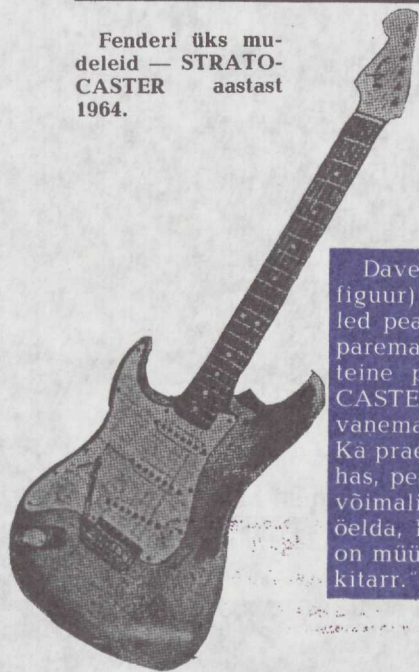 Fenderi üks mu-
deleid — STRATO-
CASTER aastast
1964.
Dave
figuur)
led pea
parema
teine p
CASTE
vanema
Ka prae
has, pe
võimali
öelda,
on müü
kitarr."